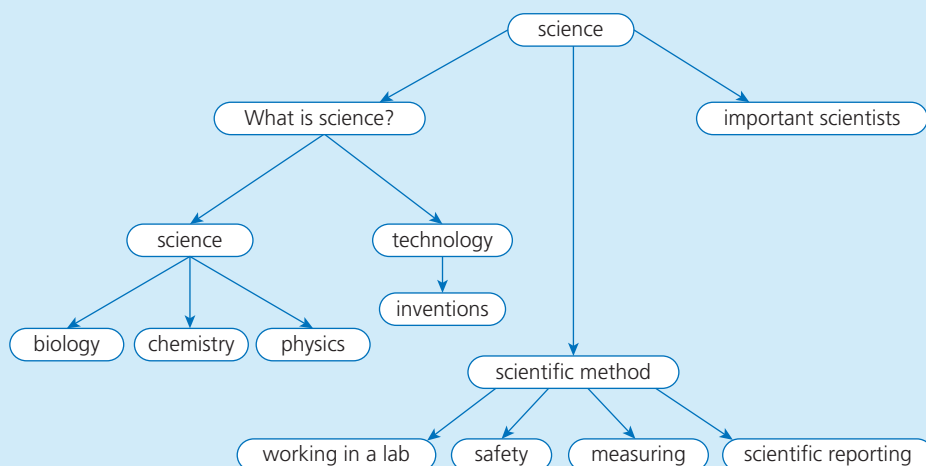 science
What is science?
important scientists
science
technology
inventions
biology
chemistry
physics
scientific method
working in a lab
safety
measuring
scientific reporting